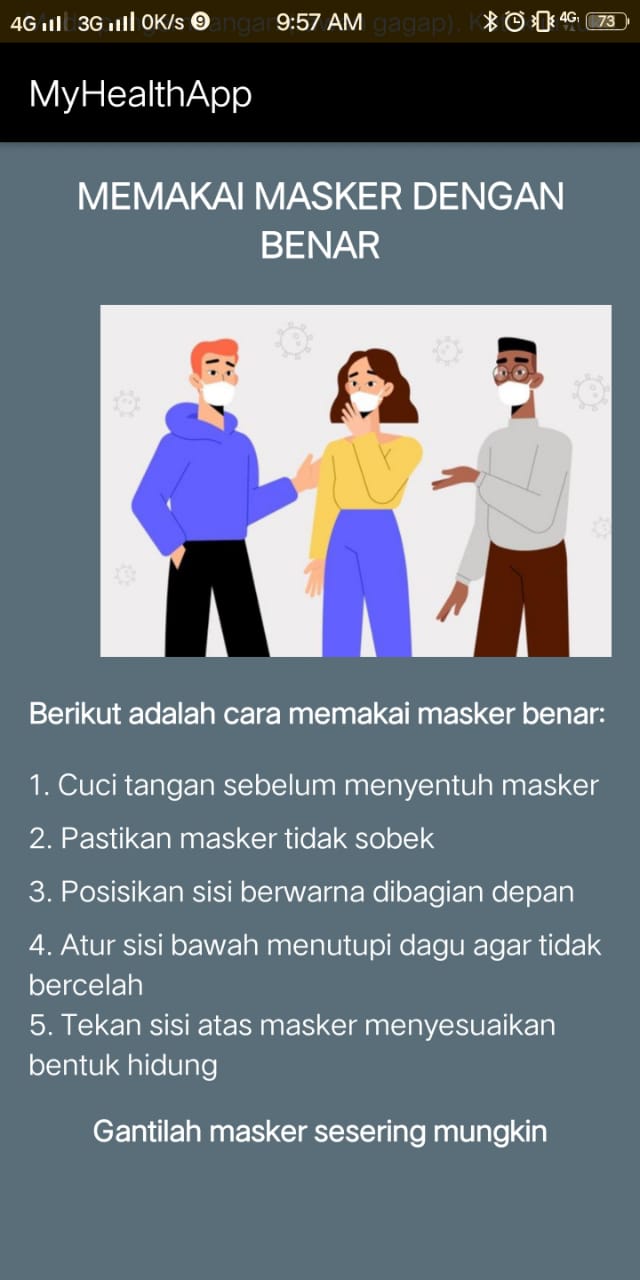 4G 3G 0K/s 9 9:57 AM 4G 73
MyHealthApp
MEMAKAI MASKER DENGAN
BENAR
Berikut adalah cara memakai masker benar:
1. Cuci tangan sebelum menyentuh masker
2. Pastikan masker tidak sobek
3. Posisikan sisi berwarna dibagian depan
4. Atur sisi bawah menutupi dagu agar tidak
bercelah
5. Tekan sisi atas masker menyesuaikan
bentuk hidung
Gantilah masker sesering mungkin